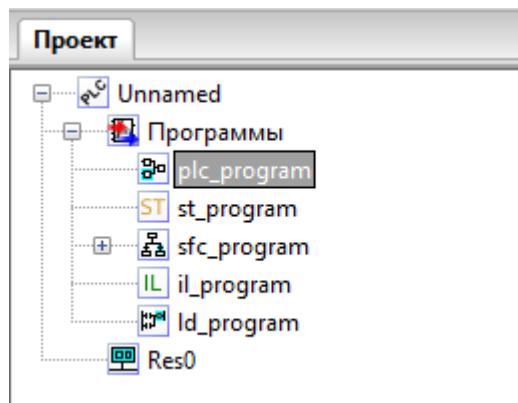 Проект
PLC Unnamed
Программы
plc_program
ST st_program
sfc_program
IL il_program
ld_program
Res0